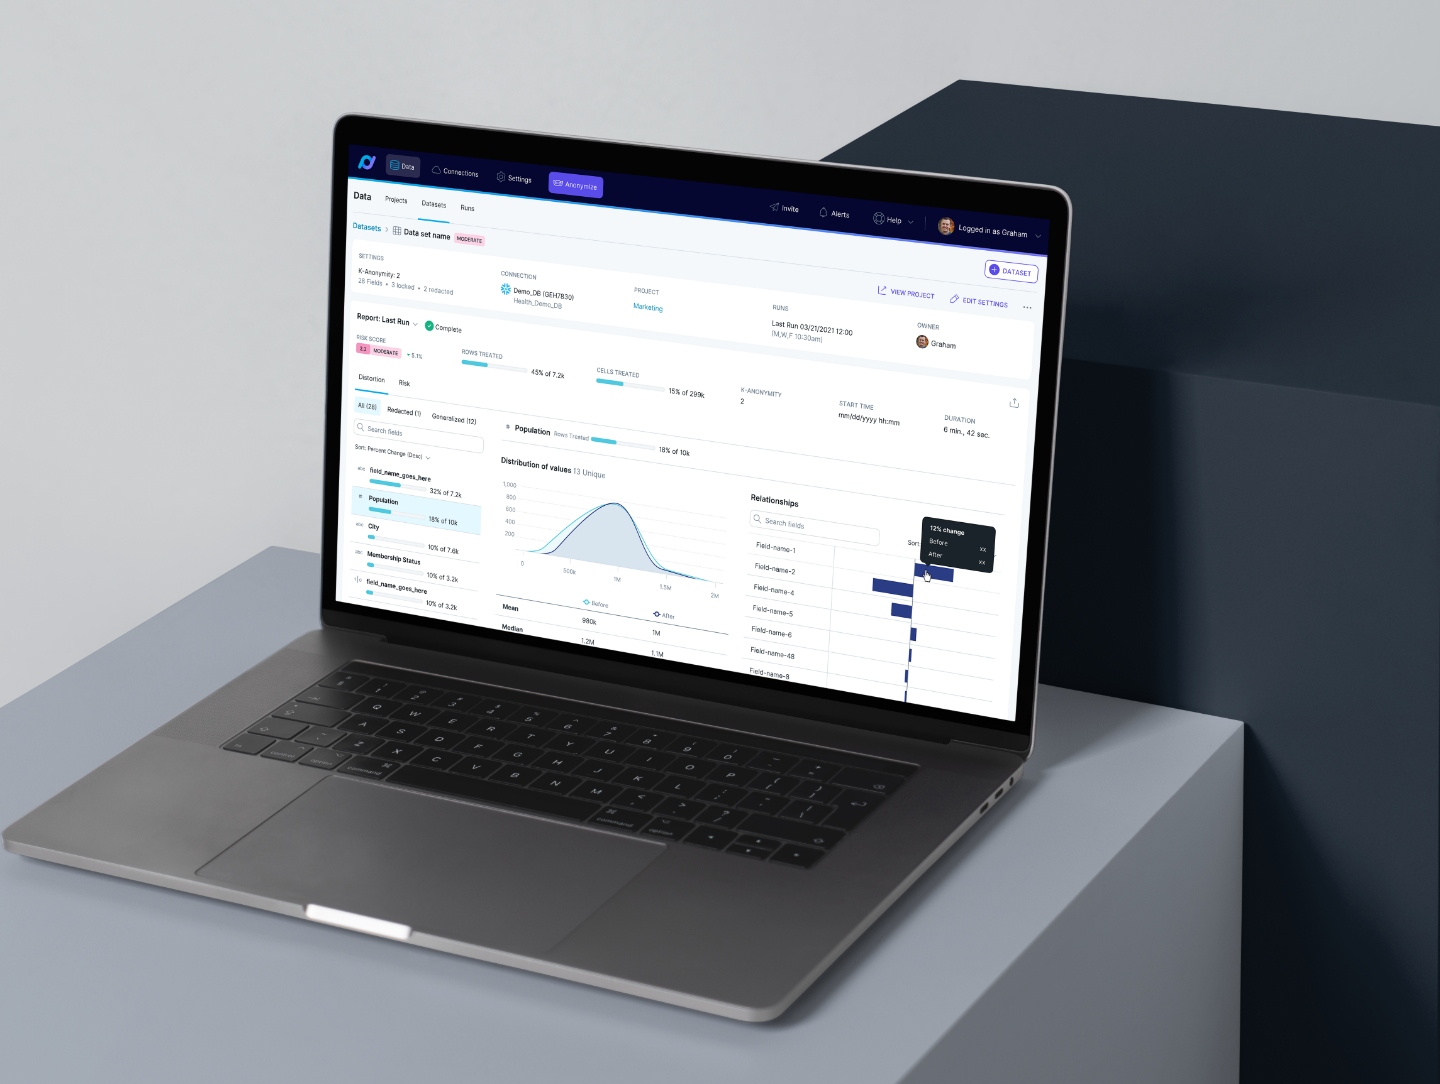 Data
Connections
Settings
Anonymize
Invite
Alerts
Help
Logged in as Graham
Data
Projects
Datasets
Runs
DATASET
Datasets > Data set name MODERATE
VIEW PROJECT
EDIT SETTINGS
SETTINGS
K-Anonymity: 2
28 Fields • 3 locked • 2 redacted
CONNECTION
Demo_DB (GEH7830)
Health_Demo_DB
PROJECT
Marketing
RUNS
Last Run 03/21/2021 12:00
(M,W,F 10:30am)
OWNER
Graham
Report: Last Run
Complete
RISK SCORE
MODERATE
5.1%
ROWS TREATED
45% of 7.2k
CELLS TREATED
15% of 299k
K-ANONYMITY
2
START TIME
mm/dd/yyyy hh:mm
DURATION
6 min., 42 sec.
Distortion
Risk
All (28)
Redacted (1)
Generalized (12)
Search fields
Sort: Percent Change (Desc)
field_name_goes_here
32% of 7.2k
Population
18% of 10k
City
10% of 7.6k
Membership Status
10% of 3.2k
field_name_goes_here
10% of 3.2k
Population
Rows Treated
18% of 10k
Distribution of values 13 Unique
1,000
800
600
400
200
0
500k
1M
1.5M
2M
Before
After
Mean
980k
1M
Median
1.2M
1.1M
Relationships
Search fields
Sort
12% change
Before xx
After xx
Field-name-1
Field-name-2
Field-name-4
Field-name-5
Field-name-6
Field-name-48
Field-name-9
Q W E R T Y U I O P
A S D F G H J K L
Z X C V B N M
command
command
option